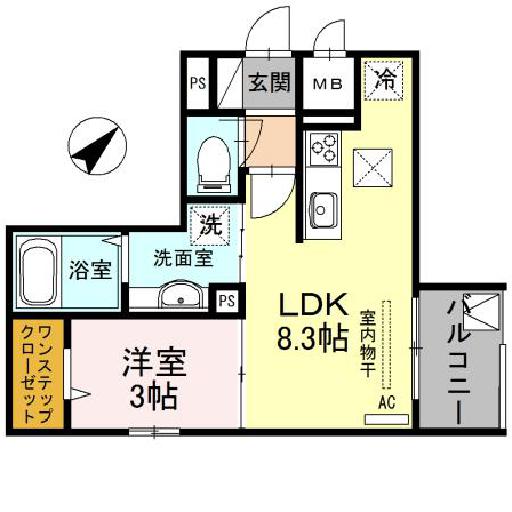 玄関
MB
冷
PS
洗
洗面室
浴室
PS
LDK
8.3帖
室内物干
バルコニー
ワンステップ
クローゼット
洋室
3帖
AC